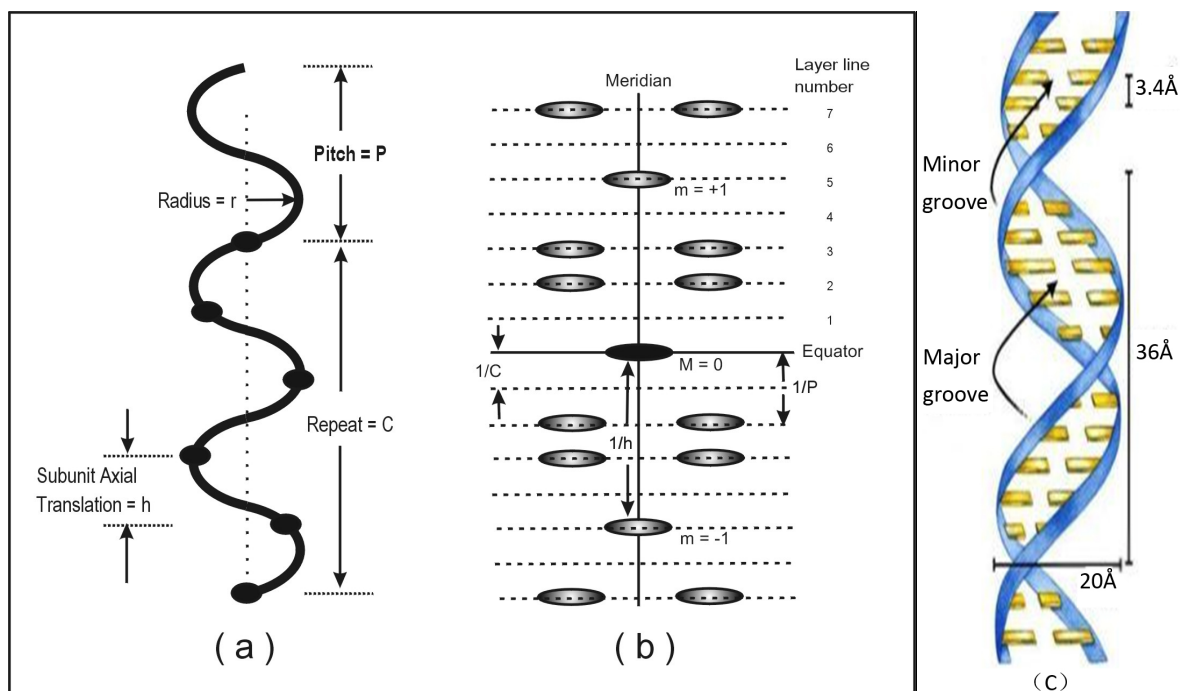 Pitch = P
Radius = r
Repeat = C
Subunit Axial
Translation = h
( a )
Meridian
Layer line
number
7
6
m = +1
5
4
3
2
1
Equator
M = 0
1/C
1/P
1/h
m = -1
( b )
3.4Å
Minor
groove
Major
groove
36Å
20Å
(C)